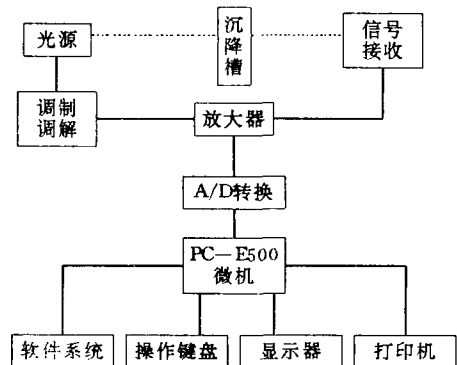 光源
沉
降
槽
信号
接收
调制
调解
放大器
A/D转换
PC—E500
微机
软件系统
操作键盘
显示器
打印机